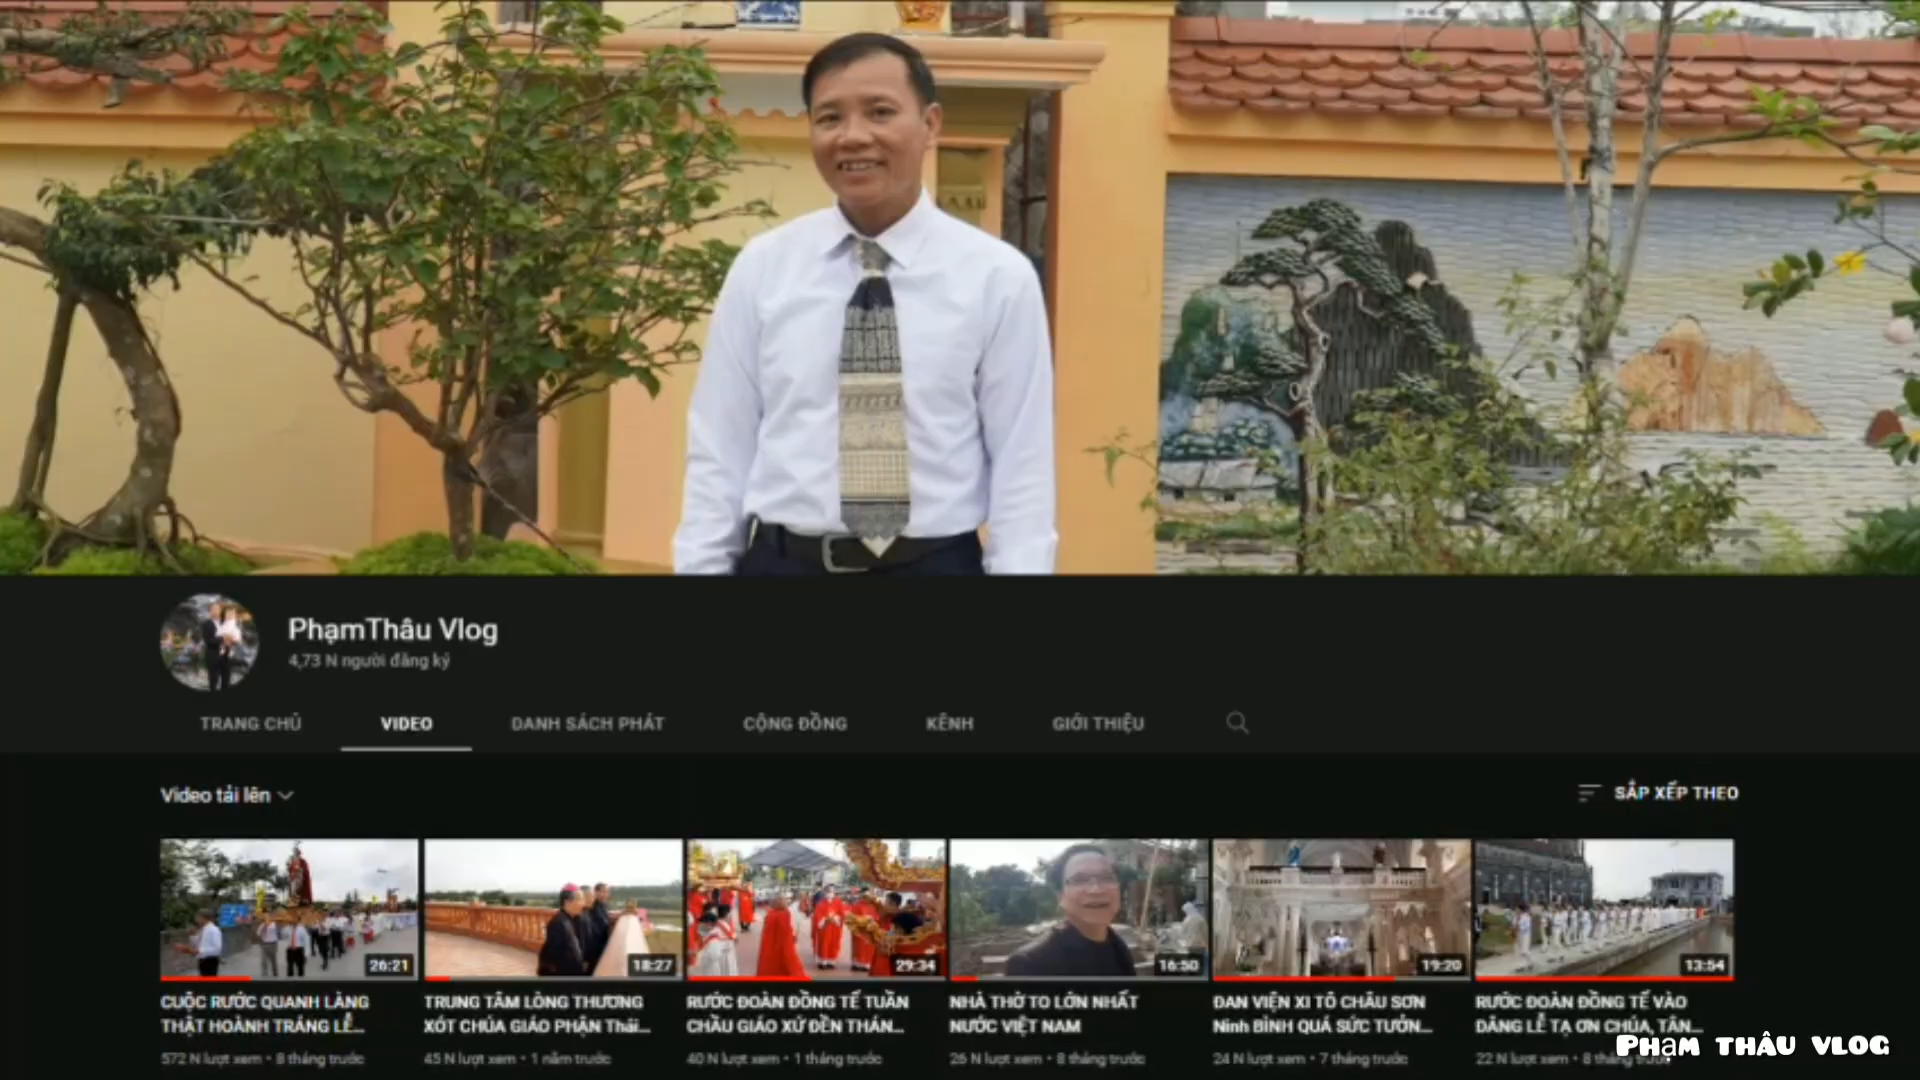 PhạmThâu Vlog
4,73 N người đăng ký
TRANG CHỦ VIDEO DANH SÁCH PHÁT CỘNG ĐỒNG KÊNH GIỚI THIỆU
Video tải lên SẮP XẾP THEO
26:21 18:27 29:34 16:50 19:20 13:54
CUỘC RƯỚC QUANH LÀNG
THẬT HOÀNH TRÁNG LỄ...
572 N lượt xem • 8 tháng trước
TRUNG TÂM LÒNG THƯƠNG
XÓT CHÚA GIÁO PHẬN Thái...
45 N lượt xem • 1 năm trước
RƯỚC ĐOÀN ĐỒNG TẾ TUẦN
CHẦU GIÁO XỨ ĐỀN THÁN...
40 N lượt xem • 1 tháng trước
NHÀ THỜ TO LỚN NHẤT
NƯỚC VIỆT NAM
26 N lượt xem • 8 tháng trước
ĐAN VIỆN XI TÔ CHÂU SƠN
Ninh BÌNH QUÁ SỨC TƯỞN...
24 N lượt xem • 7 tháng trước
RƯỚC ĐOÀN ĐỒNG TẾ VÀO
DÂNG LỄ TẠ ƠN CHÚA, TÂN...
22 N lượt xem • 8 tháng trước
PHẠM THÂU VLOG